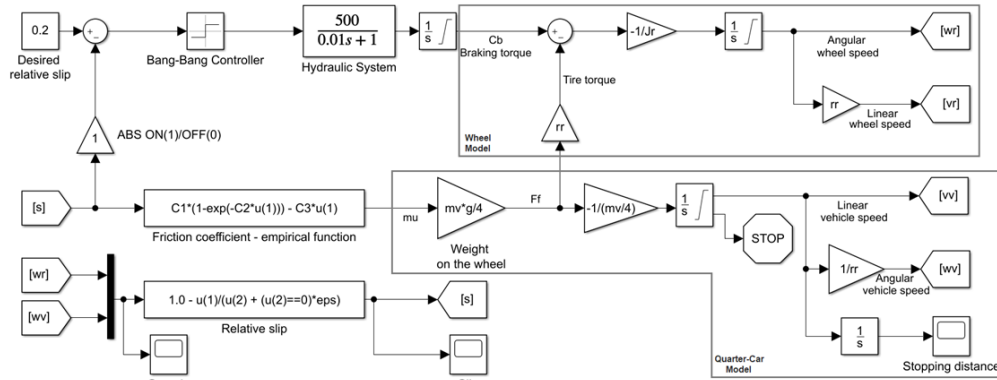 0.2
Desired
relative slip
+
-
Bang-Bang Controller
500
0.01s + 1
Hydraulic System
1
s
Cb
Braking torque
+
-
-1/Jr
1
s
Angular
wheel speed
[wr]
rr
Linear
wheel speed
[vr]
Tire torque
rr
Wheel
Model
1
ABS ON(1)/OFF(0)
[s]
C1*(1-exp(-C2*u(1))) - C3*u(1)
Friction coefficient - empirical function
mu
mv*g/4
Weight
on the wheel
Ff
-1/(mv/4)
1
s
STOP
Linear
vehicle speed
[vv]
1/rr
Angular
vehicle speed
[wv]
1
s
Stopping distance
Quarter-Car
Model
[wr]
[wv]
1.0 - u(1)/(u(2) + (u(2)==0)*eps)
Relative slip
[s]